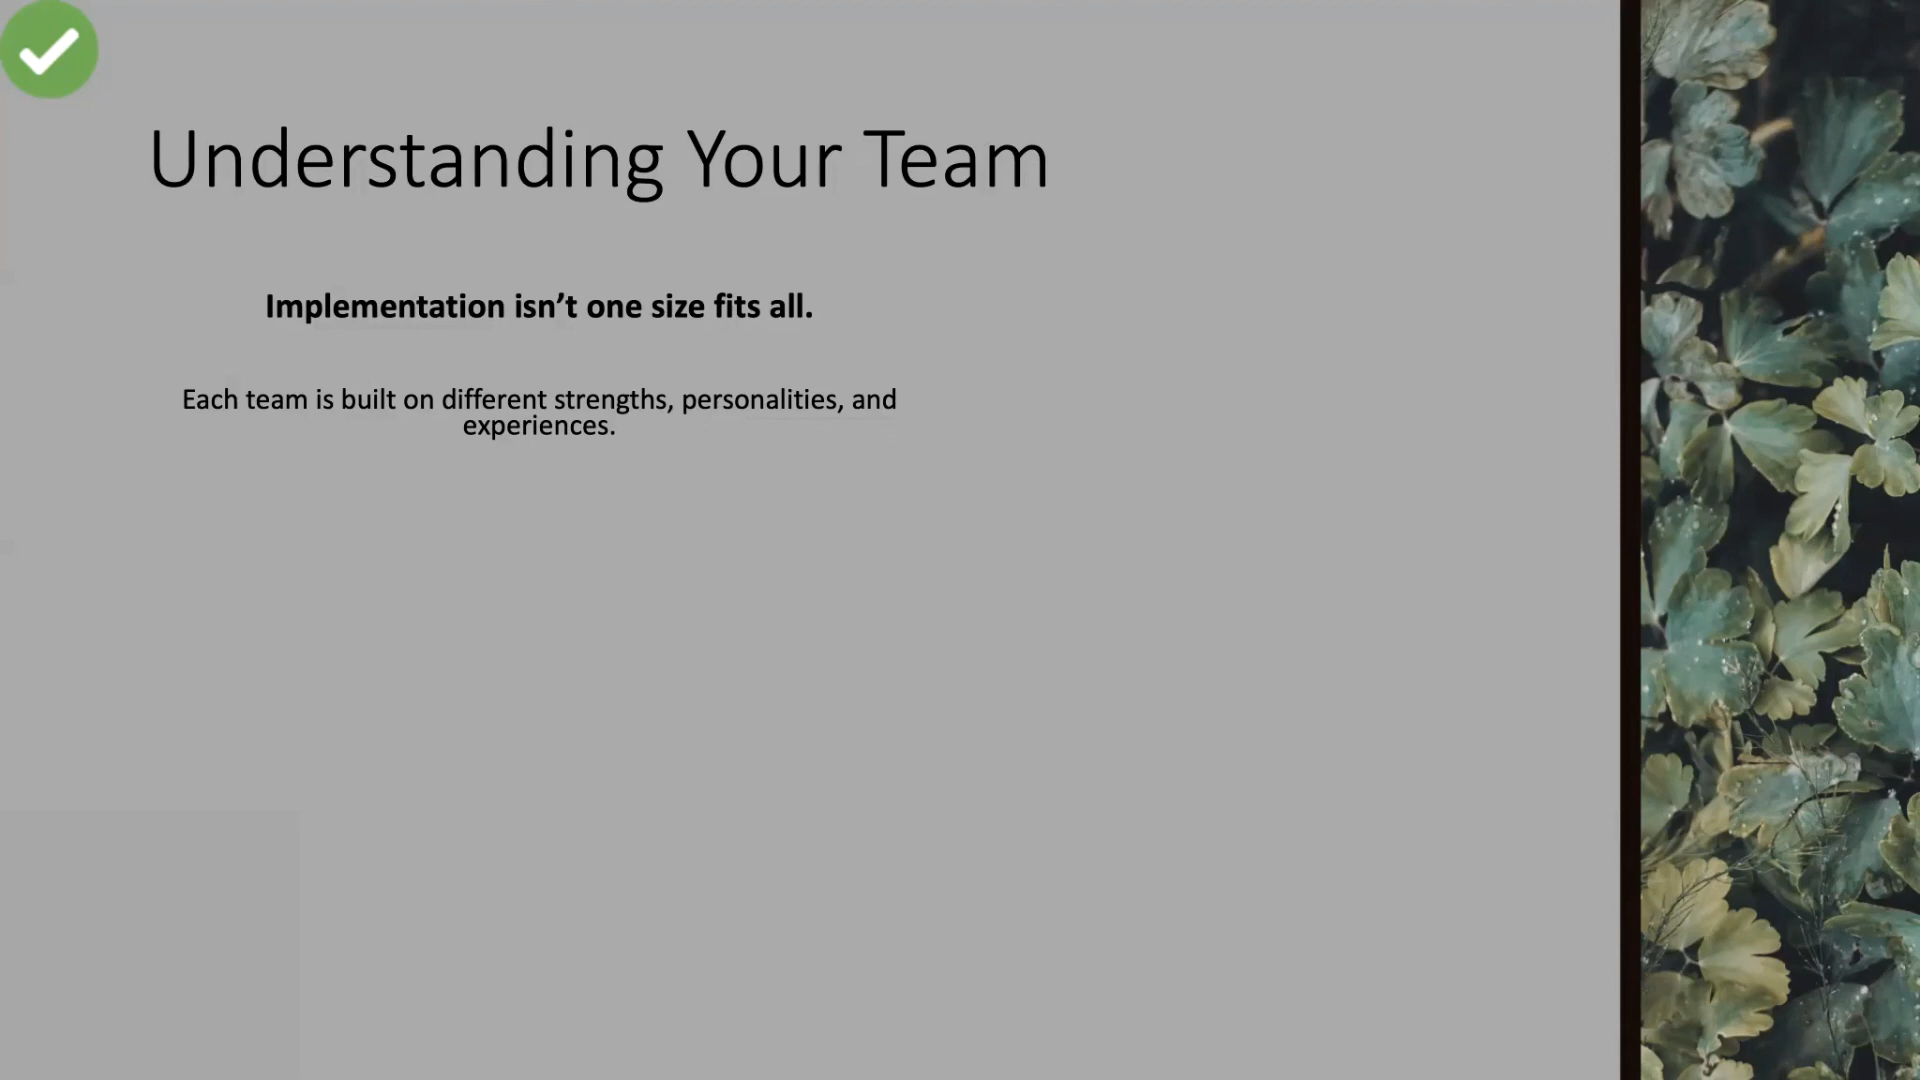 Understanding Your Team
Implementation isn’t one size fits all.
Each team is built on different strengths, personalities, and
experiences.